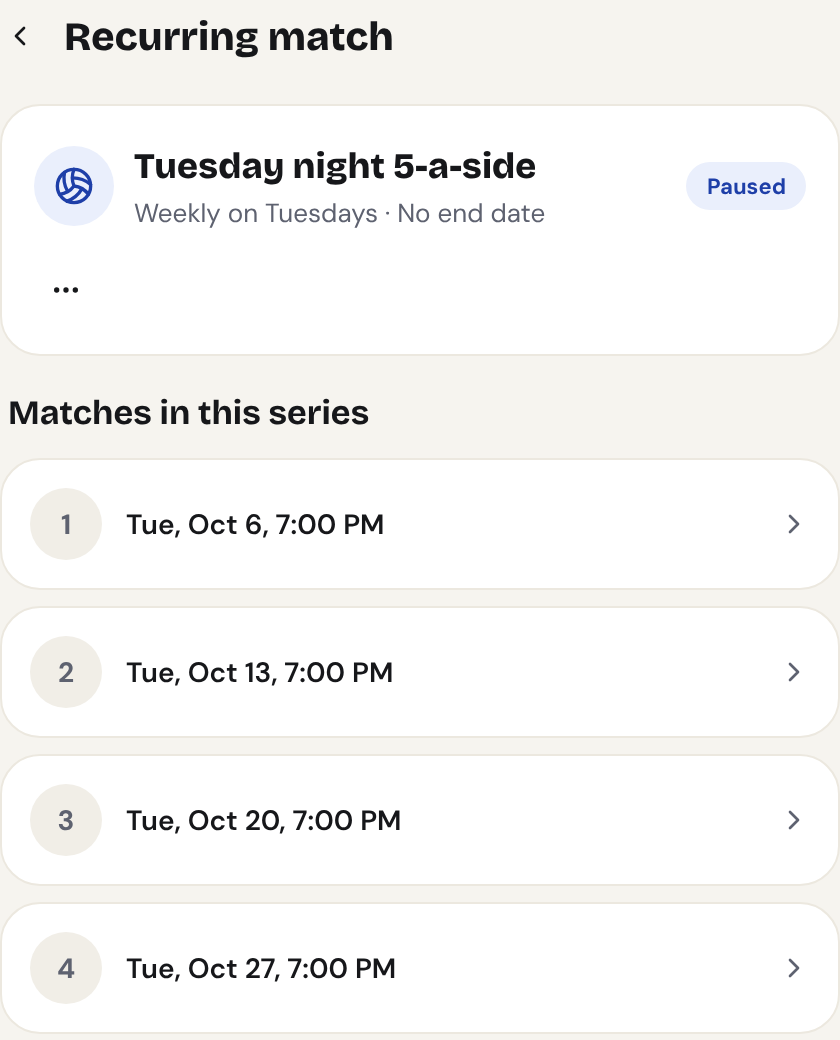 Recurring match
Tuesday night 5-a-side
Weekly on Tuesdays · No end date
Paused
...
Matches in this series
1
Tue, Oct 6, 7:00 PM
2
Tue, Oct 13, 7:00 PM
3
Tue, Oct 20, 7:00 PM
4
Tue, Oct 27, 7:00 PM